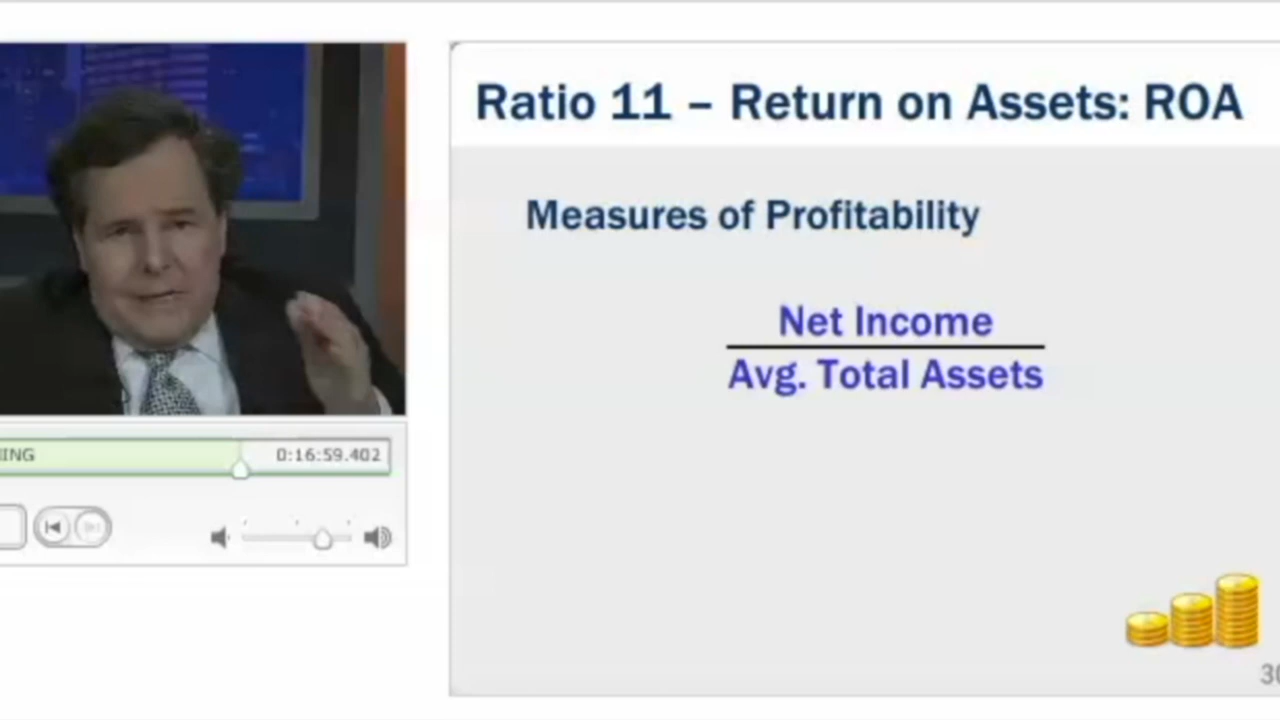 Ratio 11 – Return on Assets: ROA
Measures of Profitability
Net Income
Avg. Total Assets
ING 0:16:59.402
30